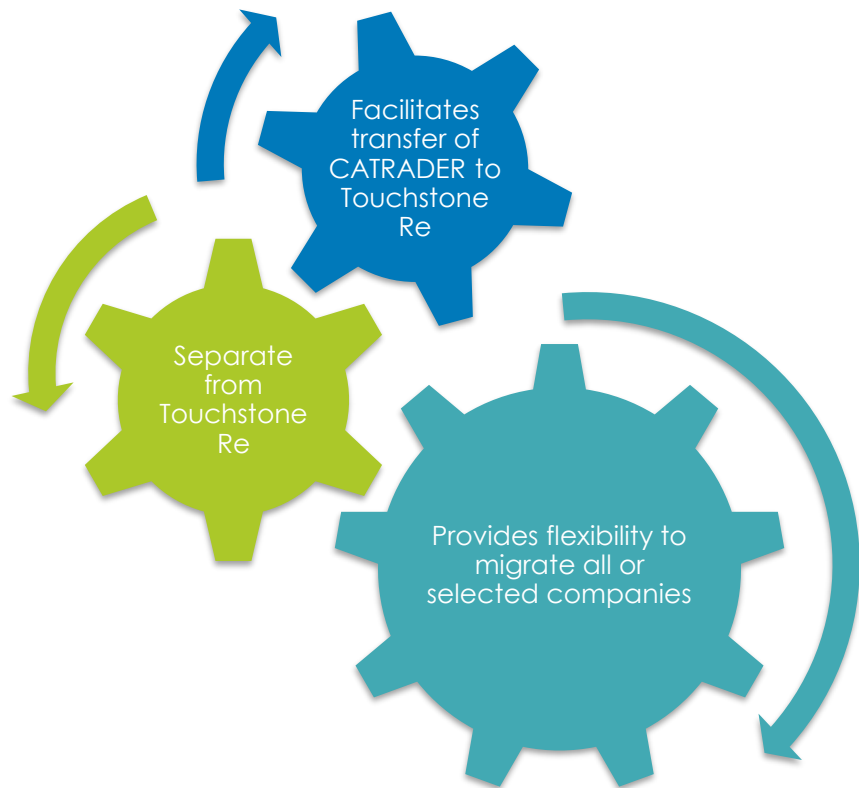 Facilitates
transfer of
CATRADER to
Touchstone
Re
Separate
from
Touchstone
Re
Provides flexibility to
migrate all or
selected companies